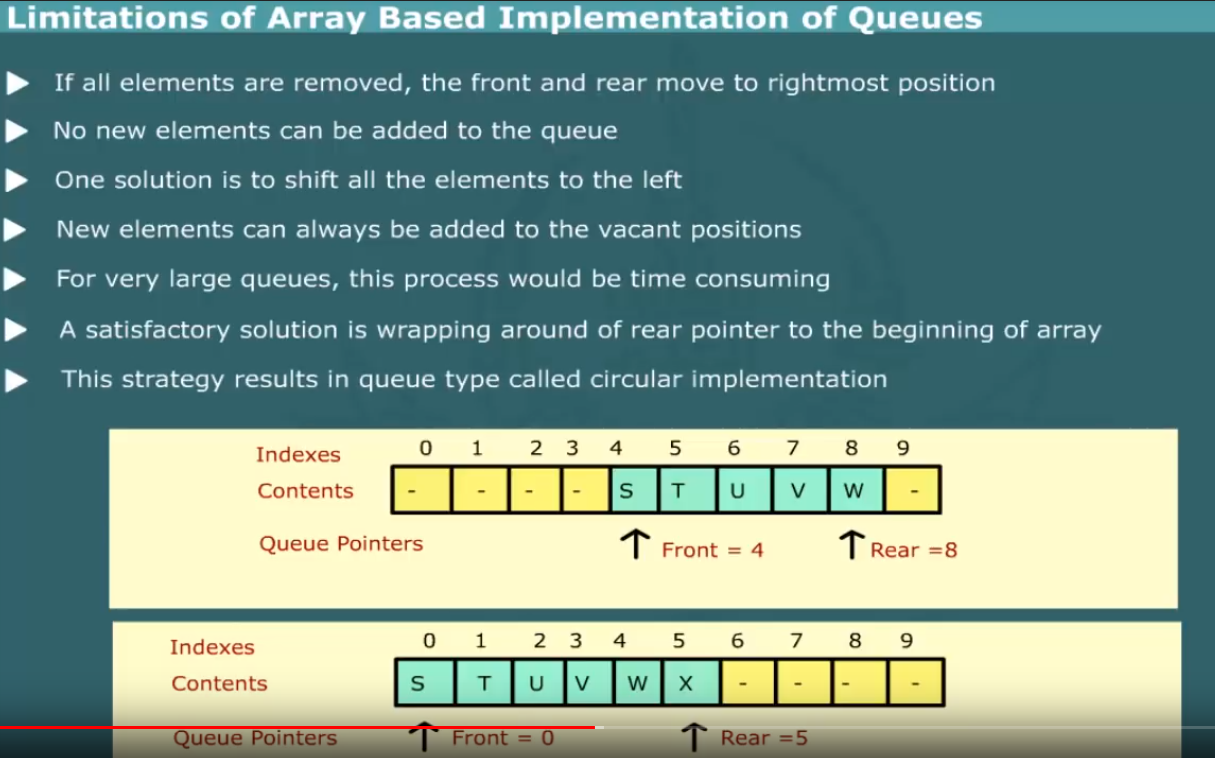 Limitations of Array Based Implementation of Queues
If all elements are removed, the front and rear move to rightmost position
No new elements can be added to the queue
One solution is to shift all the elements to the left
New elements can always be added to the vacant positions
For very large queues, this process would be time consuming
A satisfactory solution is wrapping around of rear pointer to the beginning of array
This strategy results in queue type called circular implementation
Indexes 0 1 2 3 4 5 6 7 8 9
Contents - - - - S T U V W -
Queue Pointers Front = 4 Rear =8
Indexes 0 1 2 3 4 5 6 7 8 9
Contents S T U V W X - - - -
Queue Pointers Front = 0 Rear =5